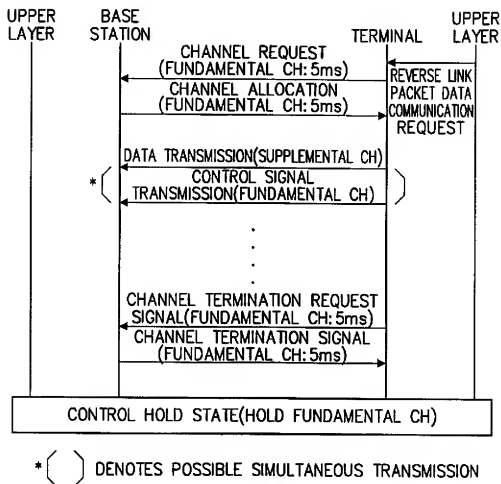 UPPER LAYER
BASE STATION
TERMINAL
UPPER LAYER
CHANNEL REQUEST
(FUNDAMENTAL CH:5ms)
REVERSE LINK
PACKET DATA
COMMUNICATION
REQUEST
CHANNEL ALLOCATION
(FUNDAMENTAL CH:5ms)
DATA TRANSMISSION(SUPPLEMENTAL CH)
*( CONTROL SIGNAL )
TRANSMISSION(FUNDAMENTAL CH)
CHANNEL TERMINATION REQUEST
SIGNAL(FUNDAMENTAL CH:5ms)
CHANNEL TERMINATION SIGNAL
(FUNDAMENTAL CH:5ms)
CONTROL HOLD STATE(HOLD FUNDAMENTAL CH)
*( ) DENOTES POSSIBLE SIMULTANEOUS TRANSMISSION